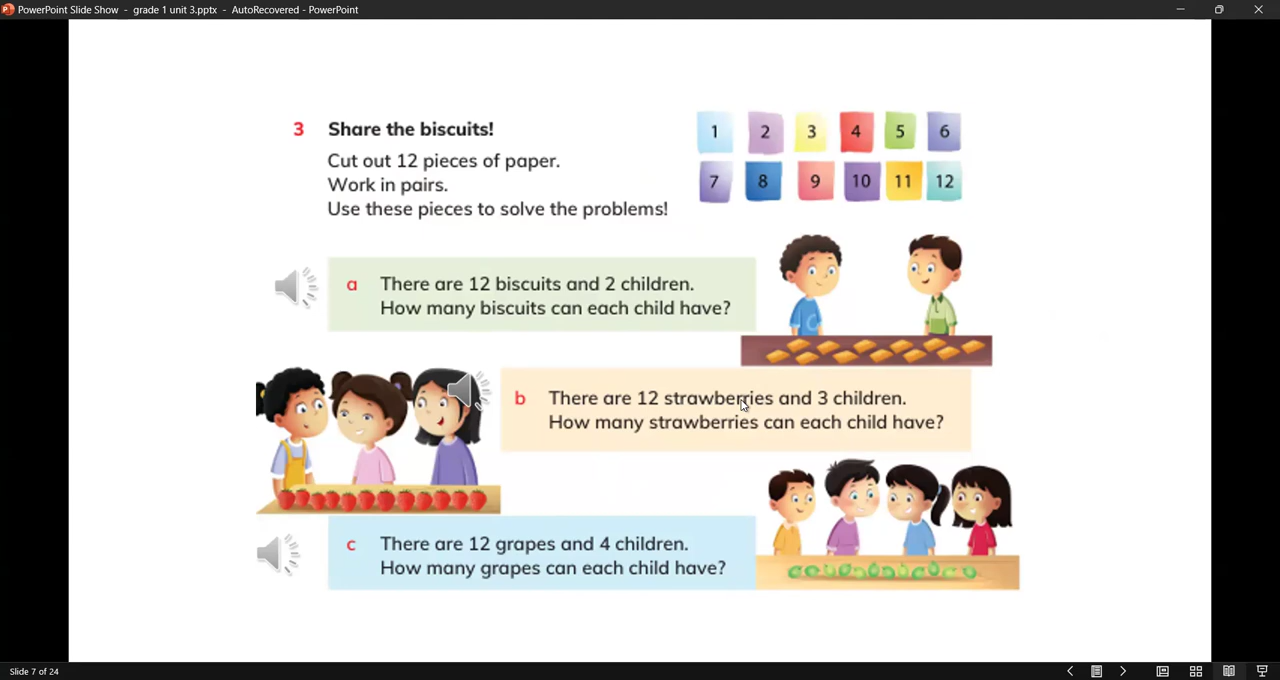 PowerPoint Slide Show - grade 1 unit 3.pptx - AutoRecovered - PowerPoint
3 Share the biscuits!
Cut out 12 pieces of paper.
Work in pairs.
Use these pieces to solve the problems!
1 2 3 4 5 6
7 8 9 10 11 12
a There are 12 biscuits and 2 children.
How many biscuits can each child have?
b There are 12 strawberries and 3 children.
How many strawberries can each child have?
c There are 12 grapes and 4 children.
How many grapes can each child have?
Slide 7 of 24